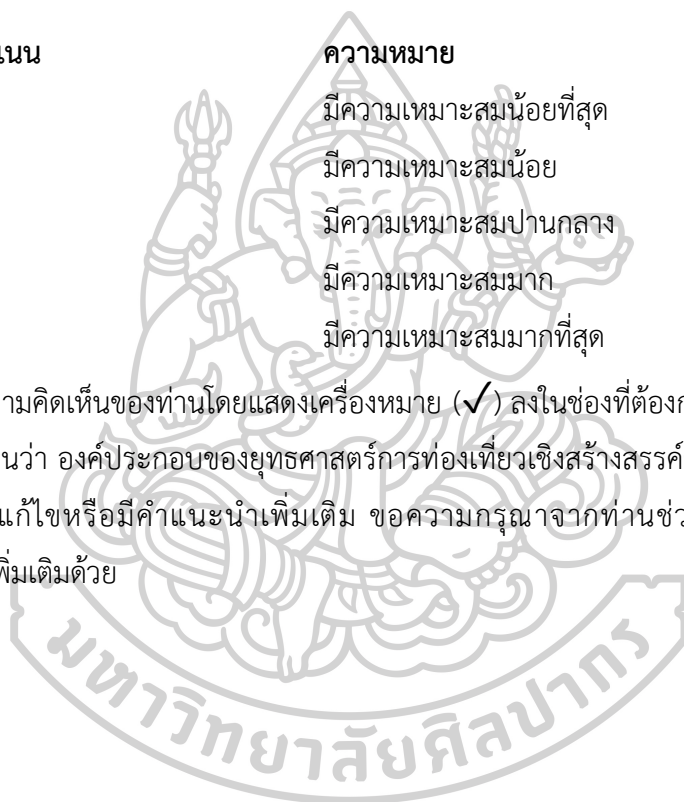 เนน ความหมาย
มีความเหมาะสมน้อยที่สุด
มีความเหมาะสมน้อย
มีความเหมาะสมปานกลาง
มีความเหมาะสมมาก
มีความเหมาะสมมากที่สุด
ามคิดเห็นของท่านโดยแสดงเครื่องหมาย (✓) ลงในช่องที่ต้องก
นว่า องค์ประกอบของยุทธศาสตร์การท่องเที่ยวเชิงสร้างสรรค์
แก้ไขหรือมีคำแนะนำเพิ่มเติม ขอความกรุณาจากท่านช่ว
พิ่มเติมด้วย
มหาวิทยาลัยศิลปากร